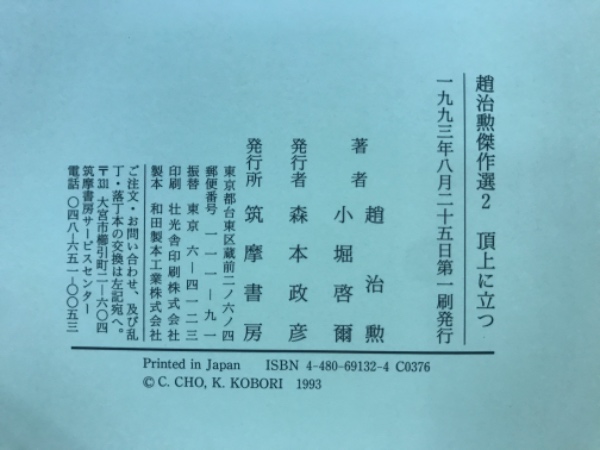 趙治勲傑作選2 頂上に立つ
一九九三年八月二十五日第一刷発行
著者 趙治勲
小堀啓爾
発行者 森本政彦
発行所 筑摩書房
東京都台東区蔵前二ノ六ノ四
郵便番号 一一一―九一
振替 東京 六―四一二三
印刷 壮光舎印刷株式会社
製本 和田製本工業株式会社
ご注文・お問い合わせ、及び乱
丁・落丁本の交換は左記宛へ。
〒331 大宮市櫛引町二―六〇四
筑摩書房サービスセンター
電話 〇四八―六五一―〇〇五三
Printed in Japan ISBN 4-480-69132-4 C0376
© C. CHO, K. KOBORI 1993